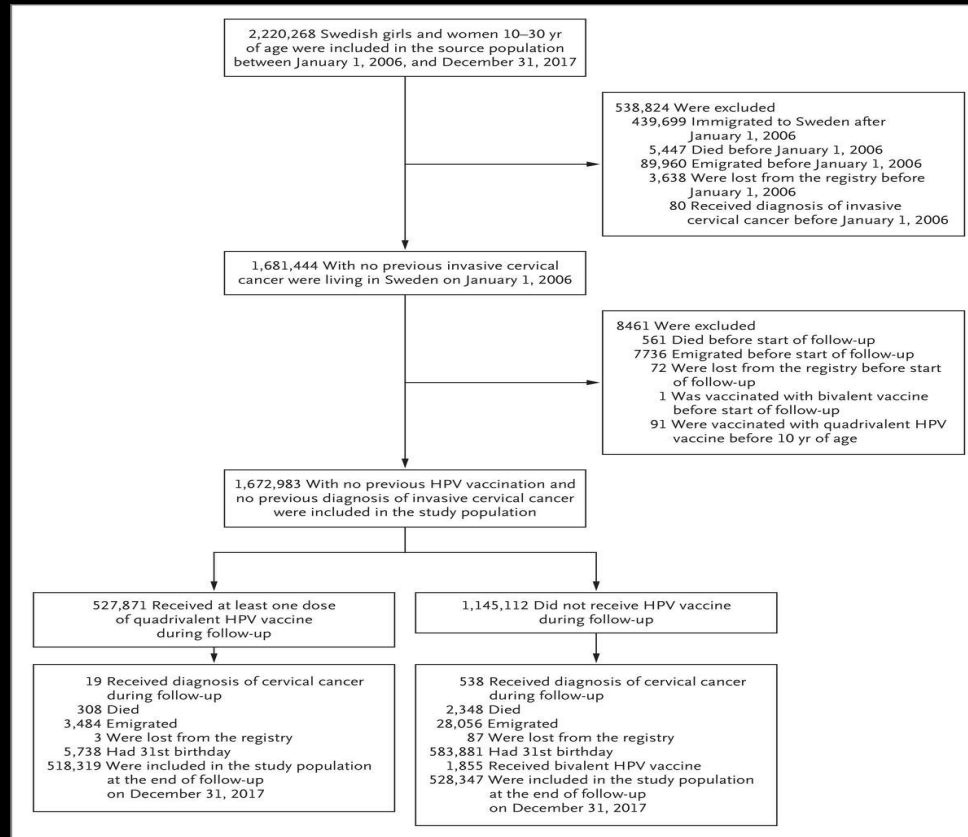 2,220,268 Swedish girls and women 10–30 yr
of age were included in the source population
between January 1, 2006, and December 31, 2017
538,824 Were excluded
439,699 Immigrated to Sweden after
January 1, 2006
5,447 Died before January 1, 2006
89,960 Emigrated before January 1, 2006
3,638 Were lost from the registry before
January 1, 2006
80 Received diagnosis of invasive
cervical cancer before January 1, 2006
1,681,444 With no previous invasive cervical
cancer were living in Sweden on January 1, 2006
8461 Were excluded
561 Died before start of follow-up
7736 Emigrated before start of follow-up
72 Were lost from the registry before start
of follow-up
1 Was vaccinated with bivalent vaccine
before start of follow-up
91 Were vaccinated with quadrivalent HPV
vaccine before 10 yr of age
1,672,983 With no previous HPV vaccination and
no previous diagnosis of invasive cervical cancer
were included in the study population
527,871 Received at least one dose
of quadrivalent HPV vaccine
during follow-up
1,145,112 Did not receive HPV vaccine
during follow-up
19 Received diagnosis of cervical cancer
during follow-up
308 Died
3,484 Emigrated
3 Were lost from the registry
5,738 Had 31st birthday
518,319 Were included in the study population
at the end of follow-up
on December 31, 2017
538 Received diagnosis of cervical cancer
during follow-up
2,348 Died
28,056 Emigrated
87 Were lost from the registry
583,881 Had 31st birthday
1,855 Received bivalent HPV vaccine
528,347 Were included in the study population
at the end of follow-up
on December 31, 2017